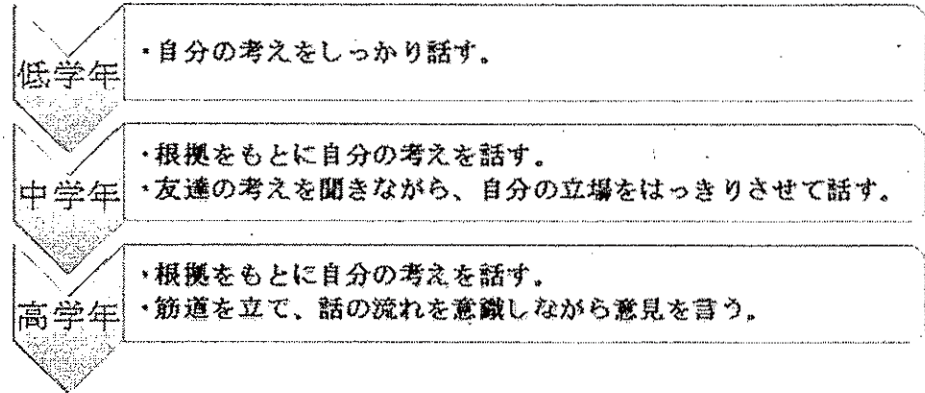 低学年
・自分の考えをしっかり話す。
中学年
・根拠をもとに自分の考えを話す。
・友達の考えを聞きながら、自分の立場をはっきりさせて話す。
高学年
・根拠をもとに自分の考えを話す。
・筋道を立て、話の流れを意識しながら意見を言う。